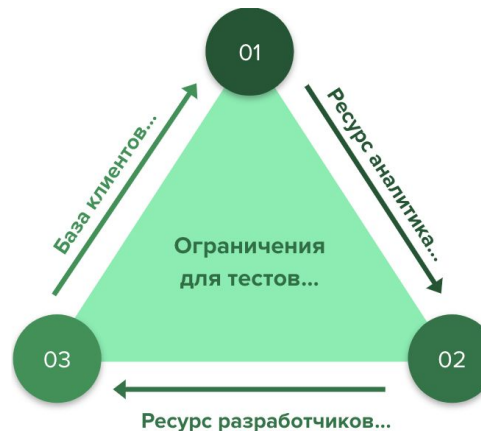 01
Ресурс аналитика...
02
Ресурс разработчиков...
03
База клиентов...
Ограничения
для тестов...